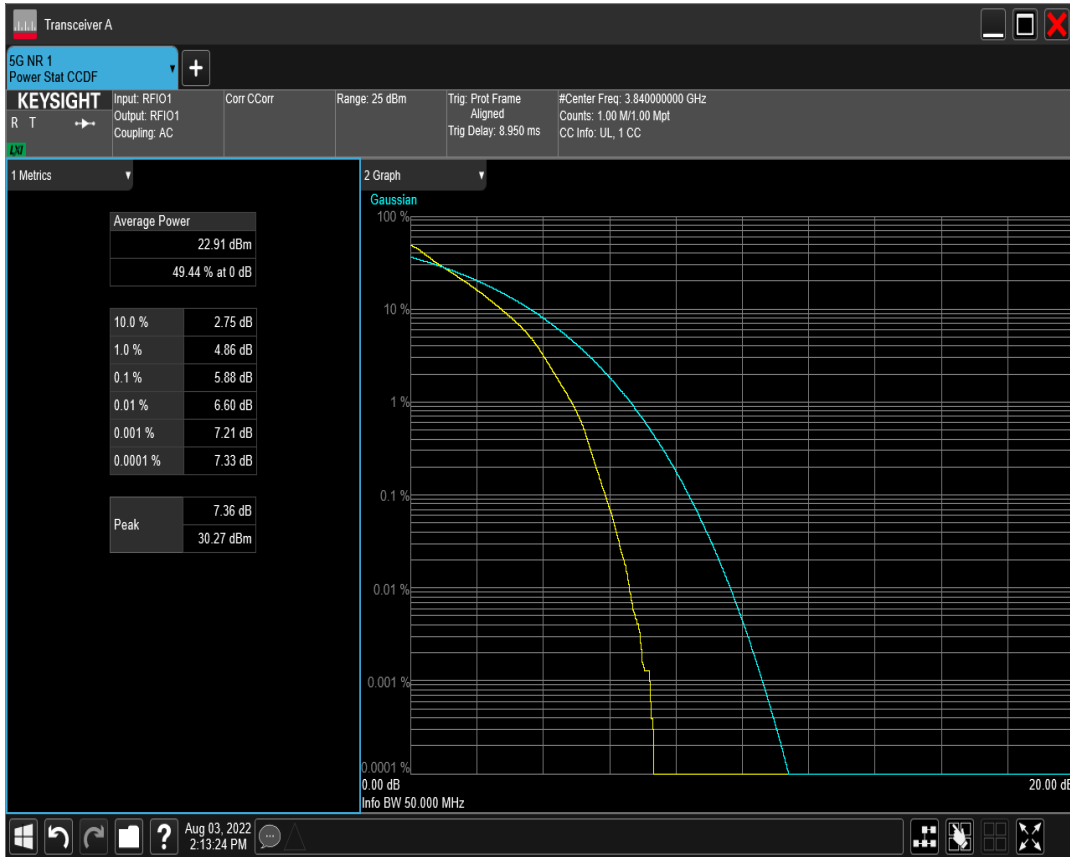 Transceiver A
5G NR 1
Power Stat CCDF
KEYSIGHT
R T
LXI
Input: RFIO1
Output: RFIO1
Coupling: AC
Corr CCorr
Range: 25 dBm
Trig: Prot Frame
Aligned
Trig Delay: 8.950 ms
#Center Freq: 3.840000000 GHz
Counts: 1.00 M/1.00 Mpt
CC Info: UL, 1 CC
1 Metrics
Average Power
22.91 dBm
49.44 % at 0 dB
10.0 % 2.75 dB
1.0 % 4.86 dB
0.1 % 5.88 dB
0.01 % 6.60 dB
0.001 % 7.21 dB
0.0001 % 7.33 dB
Peak 7.36 dB
30.27 dBm
2 Graph
Gaussian
100 %
10 %
1 %
0.1 %
0.01 %
0.001 %
0.0001 %
0.00 dB 20.00 dB
Info BW 50.000 MHz
Aug 03, 2022
2:13:24 PM